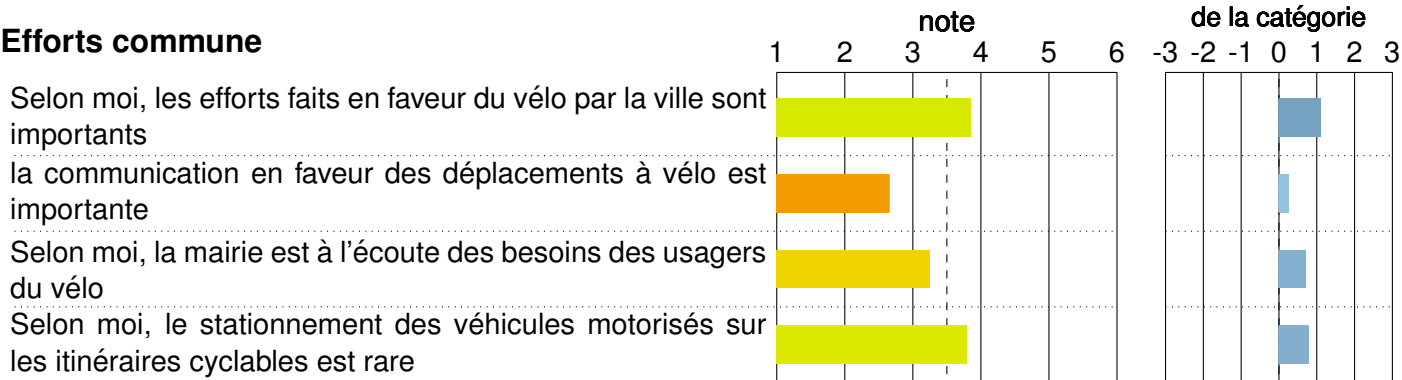 note
de la catégorie
Efforts commune
1 2 3 4 5 6
-3 -2 -1 0 1 2 3
Selon moi, les efforts faits en faveur du vélo par la ville sont
importants
la communication en faveur des déplacements à vélo est
importante
Selon moi, la mairie est à l'écoute des besoins des usagers
du vélo
Selon moi, le stationnement des véhicules motorisés sur
les itinéraires cyclables est rare